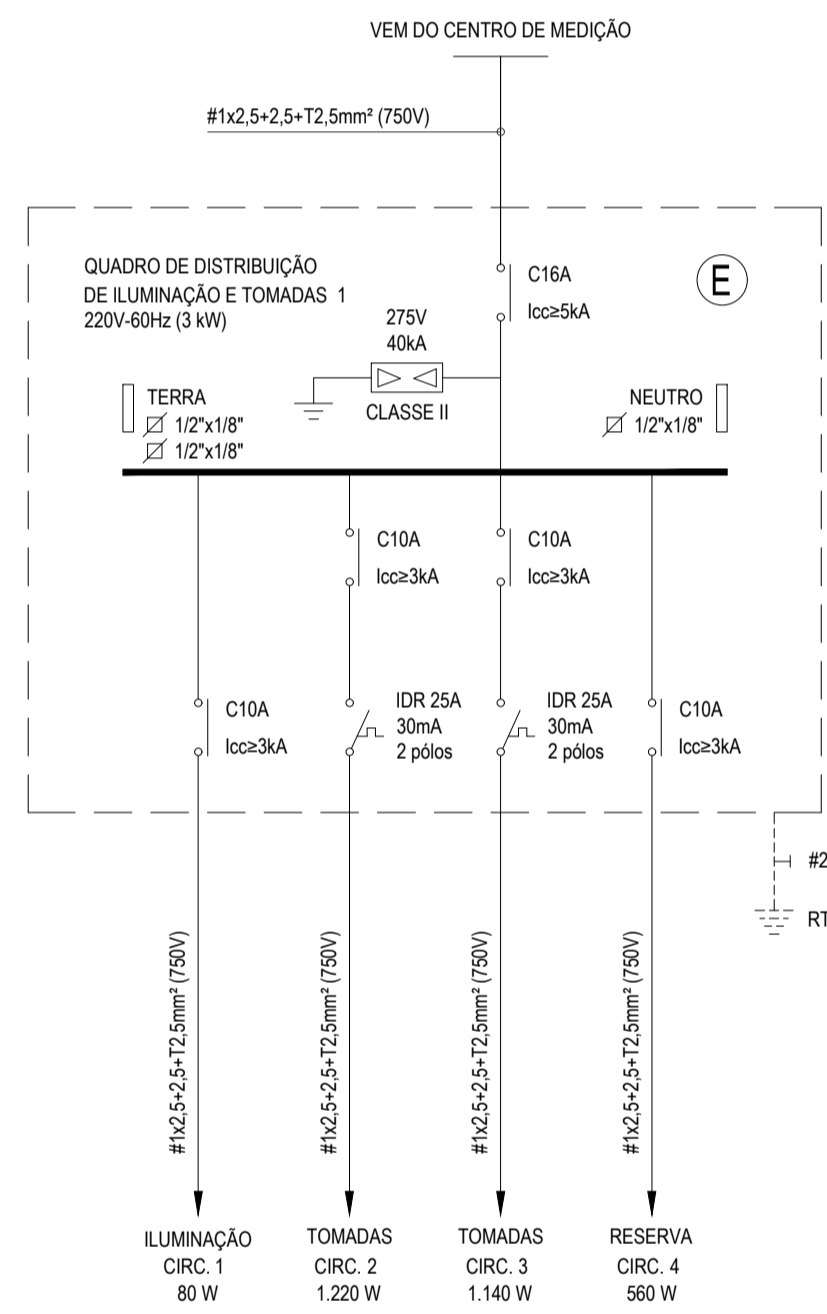 VEM DO CENTRO DE MEDIÇÃO
#1x2,5+2,5+T2,5mm² (750V)
QUADRO DE DISTRIBUIÇÃO
DE ILUMINAÇÃO E TOMADAS 1
220V-60Hz (3 kW)
C16A
Icc≥5kA
E
275V
40kA
CLASSE II
TERRA
1/2"x1/8"
1/2"x1/8"
NEUTRO
1/2"x1/8"
C10A
Icc≥3kA
C10A
Icc≥3kA
C10A
Icc≥3kA
IDR 25A
30mA
2 pólos
IDR 25A
30mA
2 pólos
C10A
Icc≥3kA
#2
RT
#1x2,5+2,5+T2,5mm² (750V)
#1x2,5+2,5+T2,5mm² (750V)
#1x2,5+2,5+T2,5mm² (750V)
#1x2,5+2,5+T2,5mm² (750V)
ILUMINAÇÃO
CIRC. 1
80 W
TOMADAS
CIRC. 2
1.220 W
TOMADAS
CIRC. 3
1.140 W
RESERVA
CIRC. 4
560 W